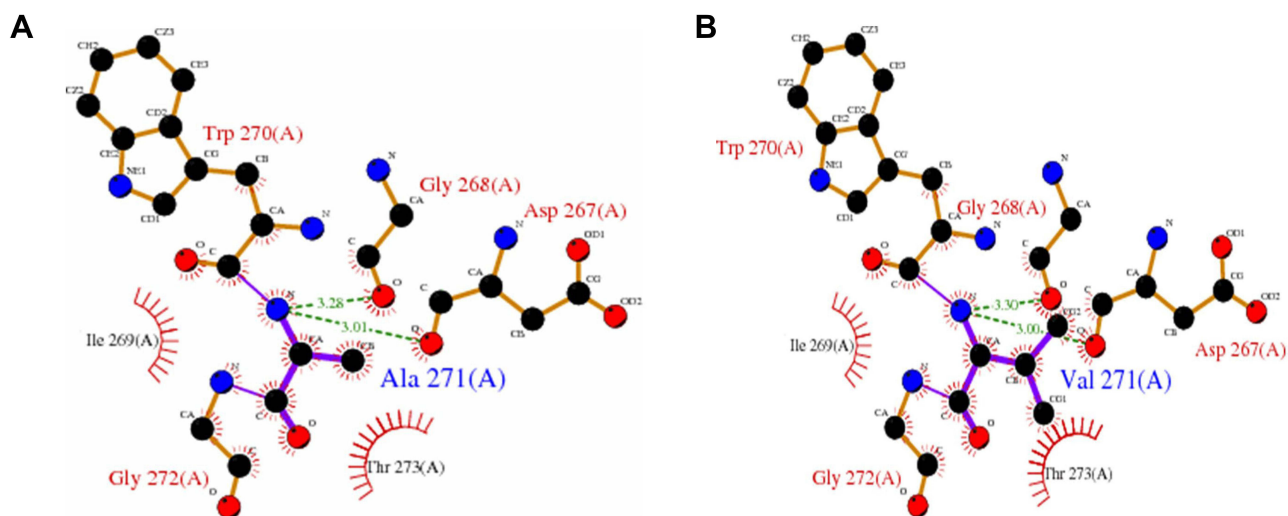 A
CZ3
CH2
CE3
CZ2
CD2
Trp 270(A)
CE2
CG
CB
N
NE1
Gly 268(A)
CD1
CA
CA
Asp 267(A)
N
N
OD1
O
C
C
CA
CG
N
3.28
O
C
OD2
3.01
O
CB
Ile 269(A)
CA
CB
Ala 271(A)
N
C
CA
O
Thr 273(A)
C
Gly 272(A)
O
B
CZ3
CH2
CE3
CZ2
CD2
Trp 270(A)
CE2
CG
CB
N
NE1
CD1
Gly 268(A)
CA
CA
N
N
OD1
O
C
C
CA
CG
N
3.30
O
C
OD2
CG2
3.00
O
CB
Asp 267(A)
Ile 269(A)
CA
CB
Val 271(A)
N
C
CG1
CA
O
Thr 273(A)
C
Gly 272(A)
O